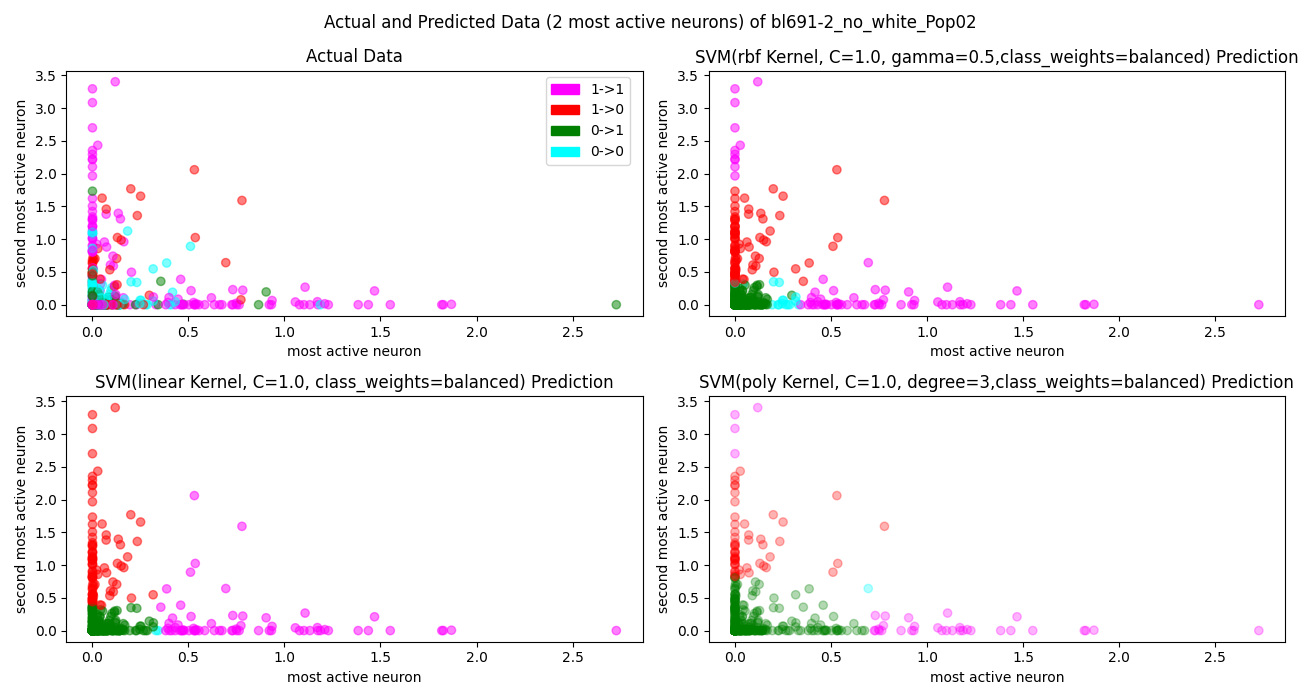 Actual and Predicted Data (2 most active neurons) of bl691-2_no_white_Pop02
Actual Data
3.5
3.0
2.5
2.0
1.5
1.0
0.5
0.0
second most active neuron
1->1
1->0
0->1
0->0
0.0 0.5 1.0 1.5 2.0 2.5
most active neuron
SVM(rbf Kernel, C=1.0, gamma=0.5,class_weights=balanced) Prediction
3.5
3.0
2.5
2.0
1.5
1.0
0.5
0.0
second most active neuron
0.0 0.5 1.0 1.5 2.0 2.5
most active neuron
SVM(linear Kernel, C=1.0, class_weights=balanced) Prediction
3.5
3.0
2.5
2.0
1.5
1.0
0.5
0.0
second most active neuron
0.0 0.5 1.0 1.5 2.0 2.5
most active neuron
SVM(poly Kernel, C=1.0, degree=3,class_weights=balanced) Prediction
3.5
3.0
2.5
2.0
1.5
1.0
0.5
0.0
second most active neuron
0.0 0.5 1.0 1.5 2.0 2.5
most active neuron